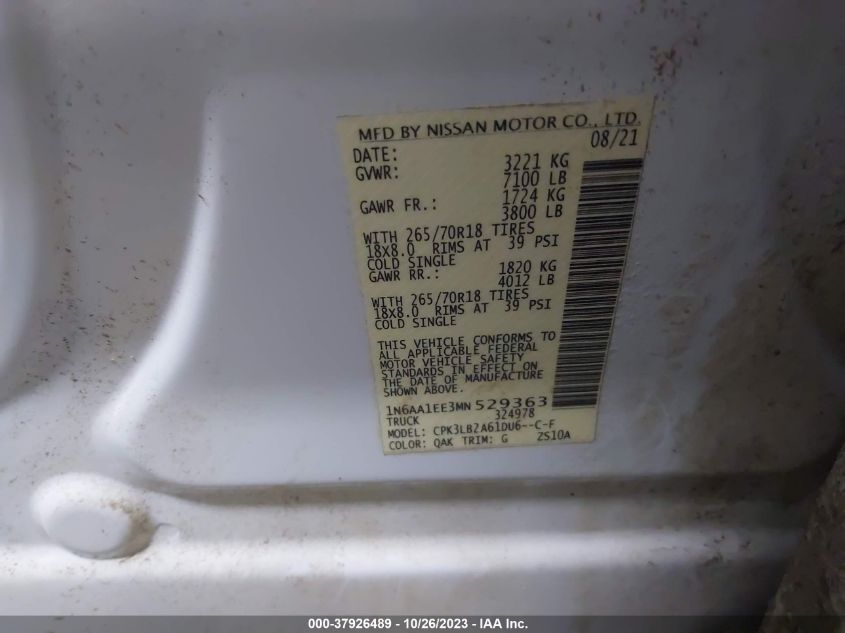 MFD BY NISSAN MOTOR CO., LTD.
DATE: 08/21
GVWR: 3221 KG
7100 LB
GAWR FR.: 1724 KG
3800 LB
WITH 265/70R18 TIRES
18X8.0 RIMS AT 39 PSI
COLD SINGLE
GAWR RR.: 1820 KG
4012 LB
WITH 265/70R18 TIRES
18X8.0 RIMS AT 39 PSI
COLD SINGLE
THIS VEHICLE CONFORMS TO
ALL APPLICABLE FEDERAL
MOTOR VEHICLE SAFETY
STANDARDS IN EFFECT ON
THE DATE OF MANUFACTURE
SHOWN ABOVE.
1N6AA1EE3MN529363
TRUCK 324978
MODEL: CPK3LB2A61DU6--C-F
COLOR: QAK TRIM: G ZS10A
000-37926489 - 10/26/2023 - Copyright IAA, Inc.